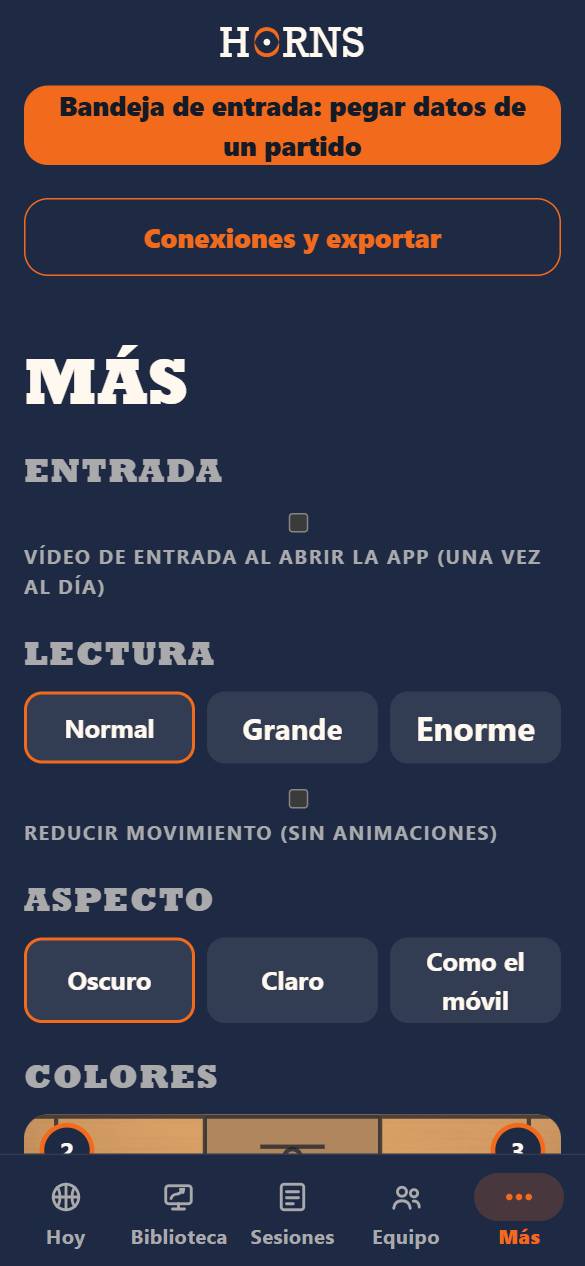 HORNS
Bandeja de entrada: pegar datos de
un partido
Conexiones y exportar
MÁS
ENTRADA
VÍDEO DE ENTRADA AL ABRIR LA APP (UNA VEZ
AL DÍA)
LECTURA
Normal
Grande
Enorme
REDUCIR MOVIMIENTO (SIN ANIMACIONES)
ASPECTO
Oscuro
Claro
Como el
móvil
COLORES
2
3
Hoy
Biblioteca
Sesiones
Equipo
Más